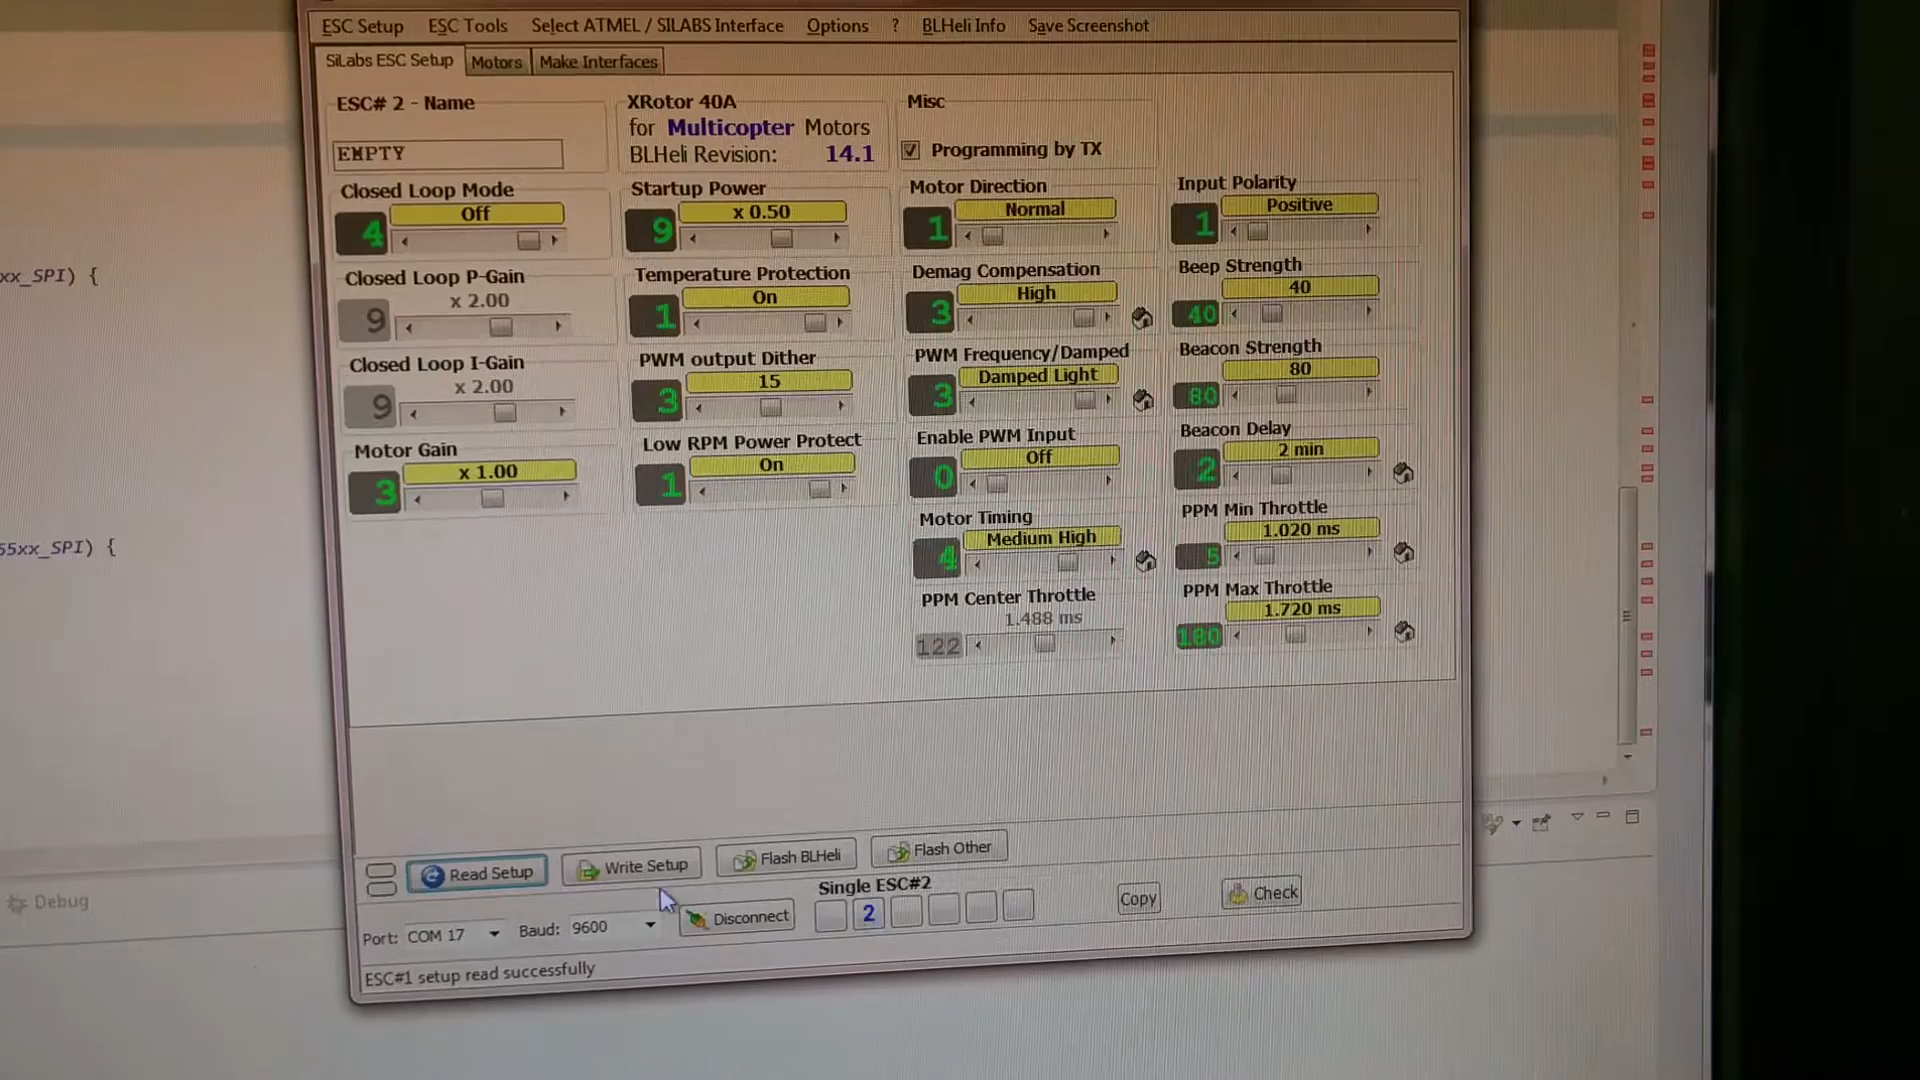 ESC Setup ESC Tools Select ATMEL / SILABS Interface Options ? BLHeli Info Save Screenshot
SiLabs ESC Setup Motors Make Interfaces
ESC# 2 - Name
EMPTY
XRotor 40A
for Multicopter Motors
BLHeli Revision: 14.1
Misc
Programming by TX
Closed Loop Mode
Off
4
Closed Loop P-Gain
x 2.00
9
Closed Loop I-Gain
x 2.00
9
Motor Gain
x 1.00
3
Startup Power
x 0.50
9
Temperature Protection
On
1
PWM output Dither
15
3
Low RPM Power Protect
On
1
Motor Direction
Normal
1
Demag Compensation
High
3
PWM Frequency/Damped
Damped Light
3
Enable PWM Input
Off
0
Motor Timing
Medium High
4
PPM Center Throttle
1.488 ms
122
Input Polarity
Positive
1
Beep Strength
40
40
Beacon Strength
80
80
Beacon Delay
2 min
2
PPM Min Throttle
1.020 ms
5
PPM Max Throttle
1.720 ms
180
xx_SPI) {
55xx_SPI) {
Read Setup Write Setup Flash BLHeli Flash Other
Single ESC#2
Port: COM 17 Baud: 9600 Disconnect 2 Copy Check
ESC#1 setup read successfully
Debug